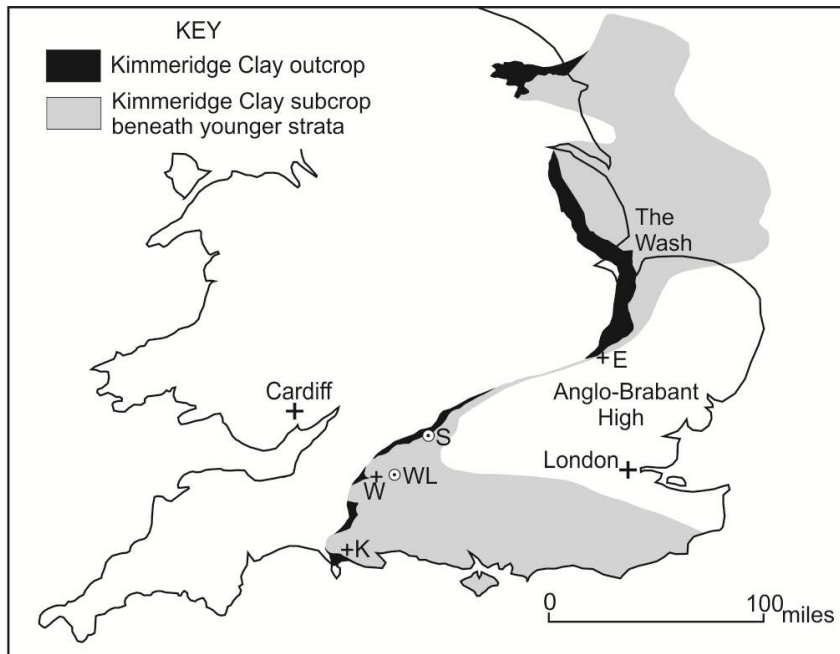 KEY
Kimmeridge Clay outcrop
Kimmeridge Clay subcrop
beneath younger strata
The
Wash
E
Cardiff
Anglo-Brabant
High
S
London
W
WL
K
0
100
miles